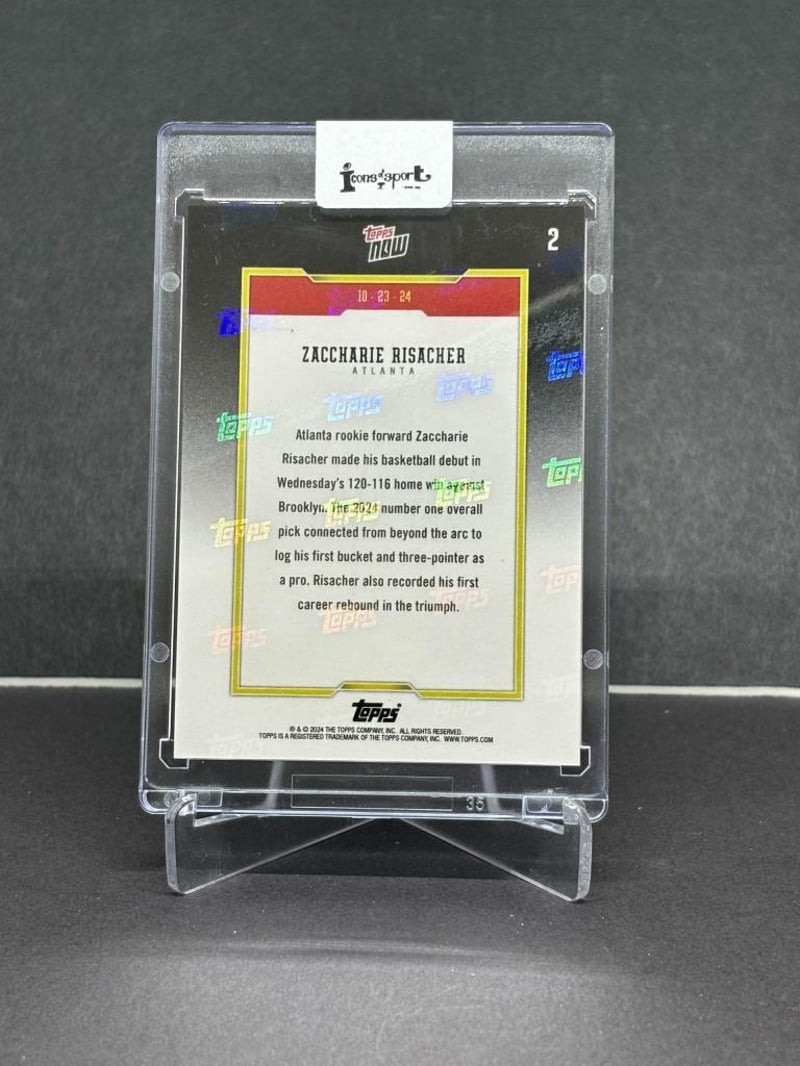 Icons of Sport
TOPPS NOW
2
10 · 23 · 24
ZACCHARIE RISACHER
ATLANTA
Atlanta rookie forward Zaccharie
Risacher made his basketball debut in
Wednesday's 120-116 home win against
Brooklyn. The 2024 number one overall
pick connected from beyond the arc to
log his first bucket and three-pointer as
a pro. Risacher also recorded his first
career rebound in the triumph.
TOPPS
® & © 2024 THE TOPPS COMPANY, INC. ALL RIGHTS RESERVED.
TOPPS IS A REGISTERED TRADEMARK OF THE TOPPS COMPANY, INC. WWW.TOPPS.COM
35